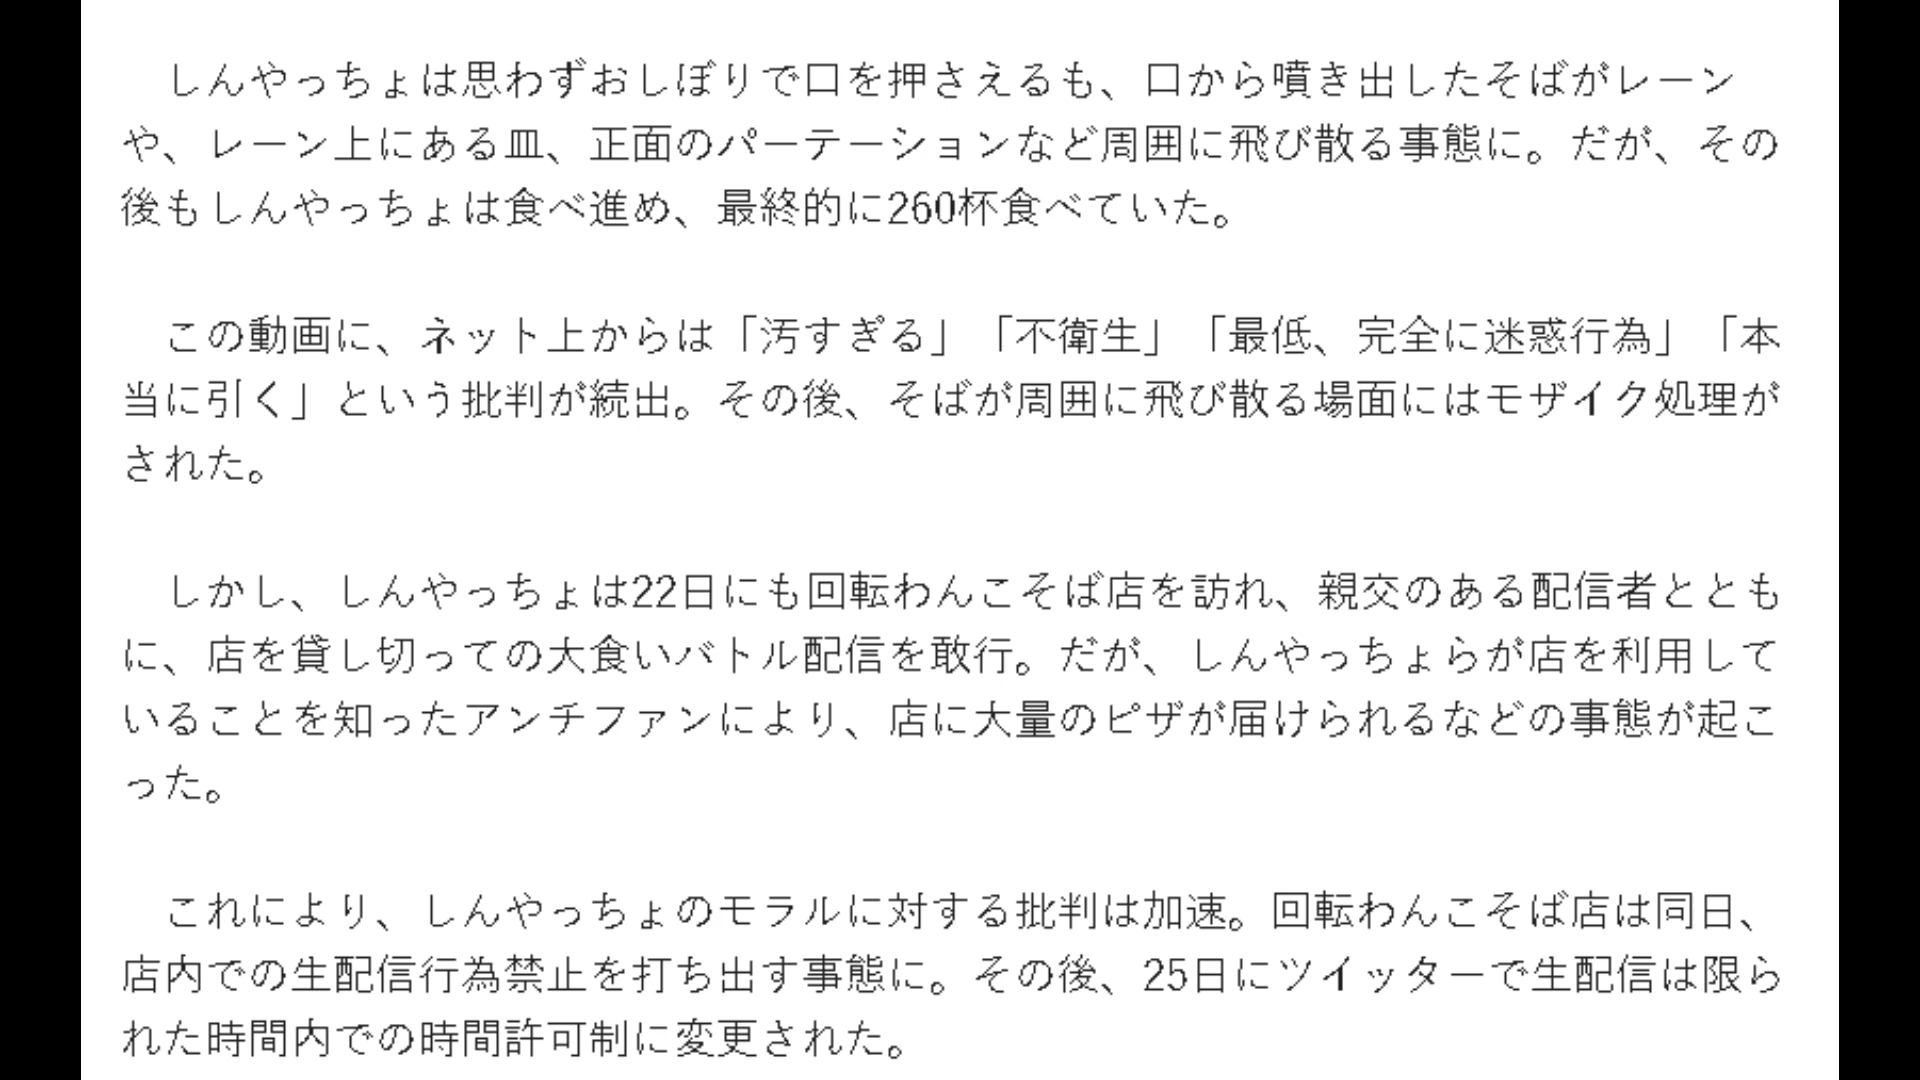 しんやっちょは思わずおしぼりで口を押さえるも、口から噴き出したそばがレーン
や、レーン上にある皿、正面のパーテーションなど周囲に飛び散る事態に。だが、その
後もしんやっちょは食べ進め、最終的に260杯食べていた。
この動画に、ネット上からは「汚すぎる」「不衛生」「最低、完全に迷惑行為」「本
当に引く」という批判が続出。その後、そばが周囲に飛び散る場面にはモザイク処理が
された。
しかし、しんやっちょは22日にも回転わんこそば店を訪れ、親交のある配信者ととも
に、店を貸し切っての大食いバトル配信を敢行。だが、しんやっちょらが店を利用して
いることを知ったアンチファンにより、店に大量のピザが届けられるなどの事態が起こ
った。
これにより、しんやっちょのモラルに対する批判は加速。回転わんこそば店は同日、
店内での生配信行為禁止を打ち出す事態に。その後、25日にツイッターで生配信は限ら
れた時間内での時間許可制に変更された。